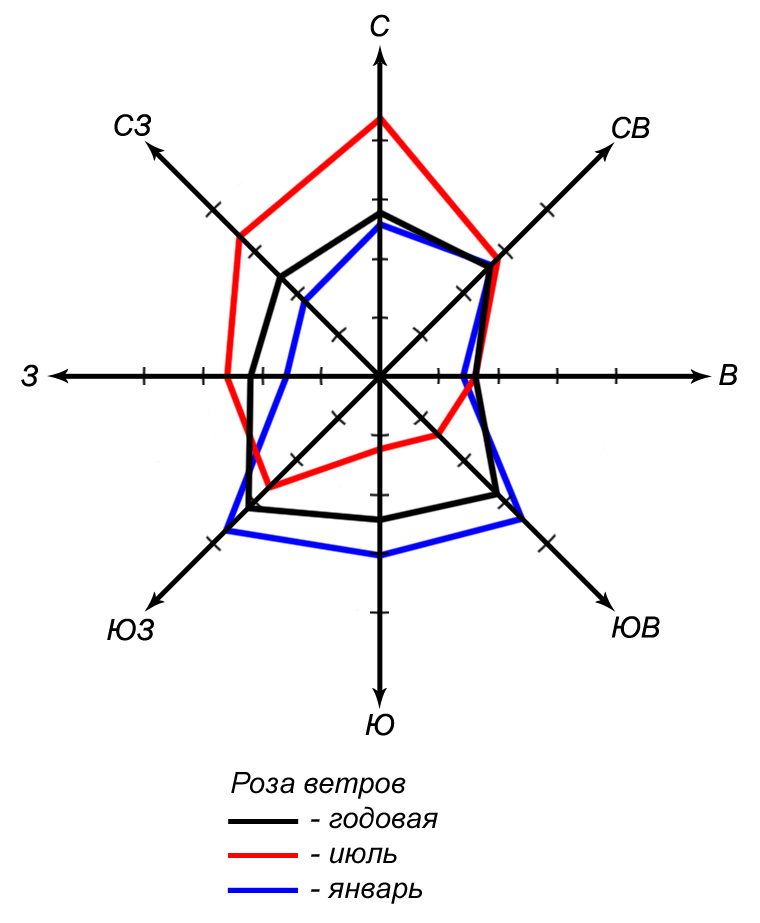 С
СЗ
СВ
З
В
ЮЗ
ЮВ
Ю
Роза ветров
- годовая
- июль
- январь